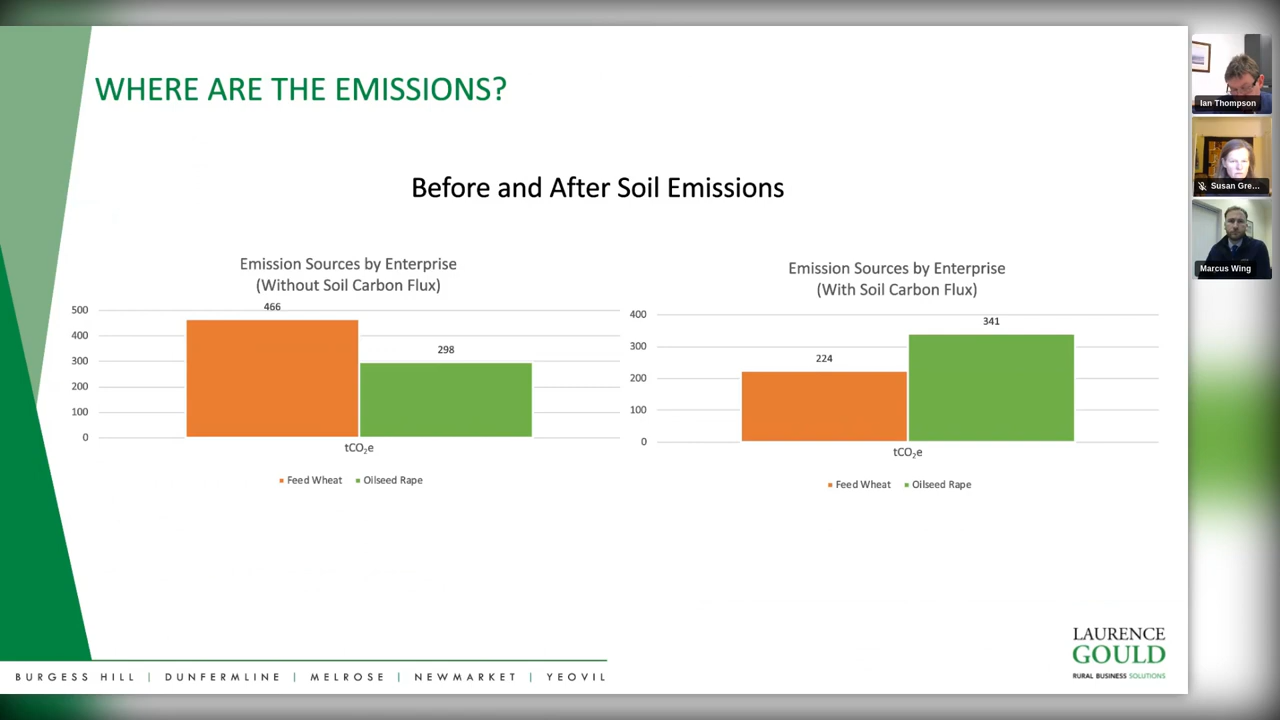 WHERE ARE THE EMISSIONS?
Before and After Soil Emissions
Emission Sources by Enterprise
(Without Soil Carbon Flux)
500
400
300
200
100
0
466
298
tCO₂e
Feed Wheat
Oilseed Rape
Emission Sources by Enterprise
(With Soil Carbon Flux)
400
300
200
100
0
224
341
tCO₂e
Feed Wheat
Oilseed Rape
BURGESS HILL | DUNFERMLINE | MELROSE | NEWMARKET | YEOVIL
LAURENCE
GOULD
RURAL BUSINESS SOLUTIONS
Ian Thompson
Susan Gre...
Marcus Wing